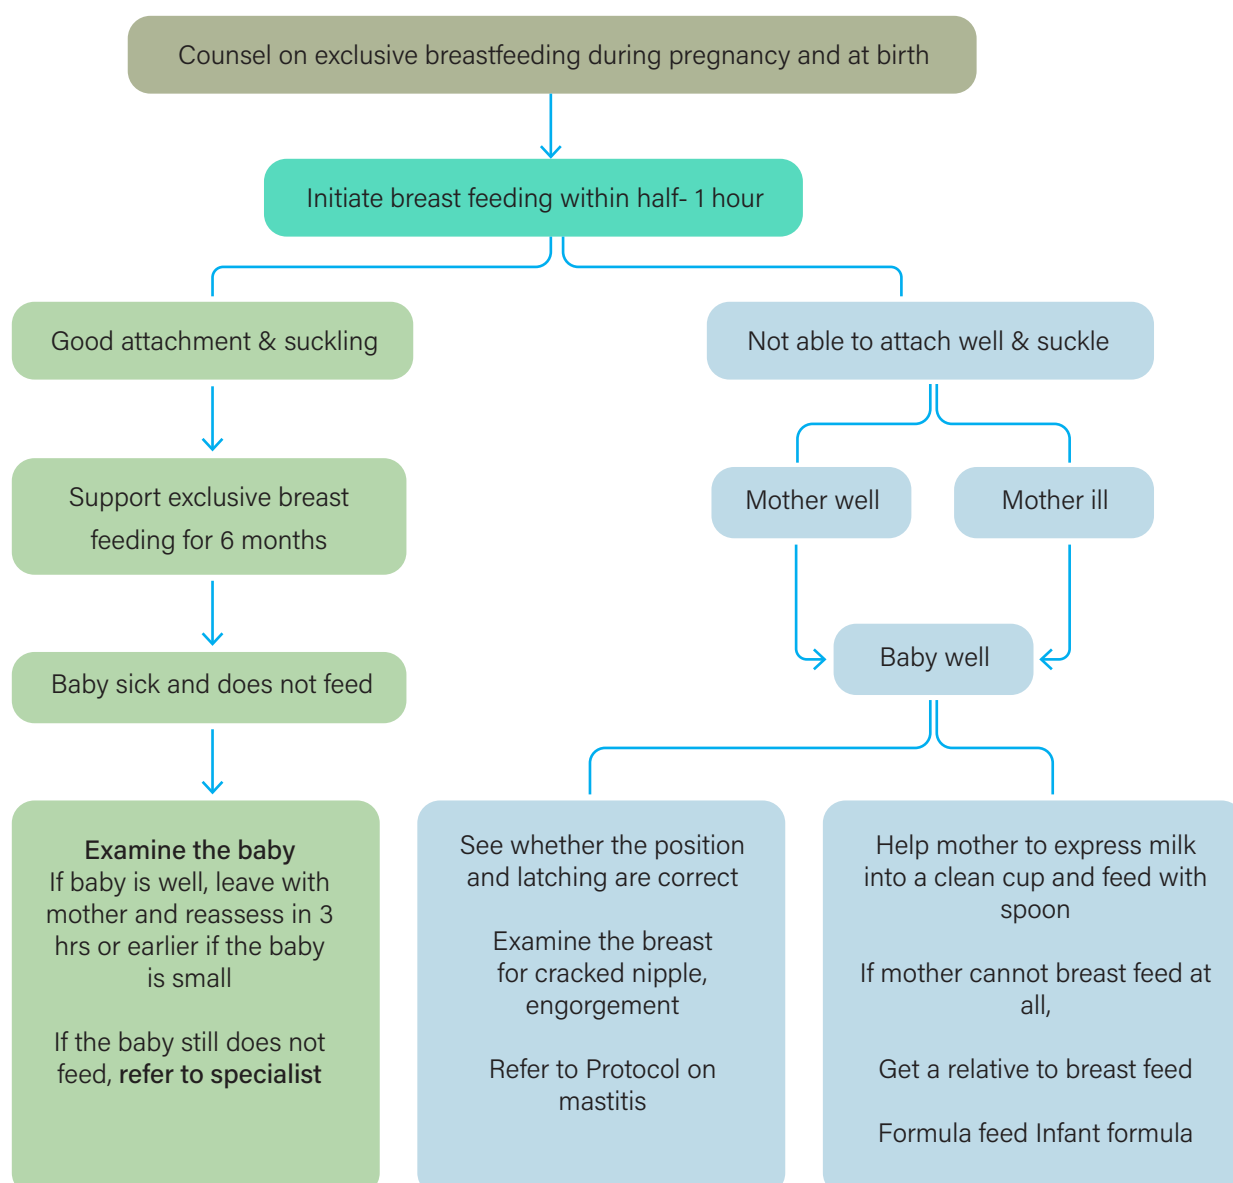 Counsel on exclusive breastfeeding during pregnancy and at birth
Initiate breast feeding within half- 1 hour
Good attachment & suckling
Support exclusive breast
feeding for 6 months
Baby sick and does not feed
Examine the baby
If baby is well, leave with
mother and reassess in 3
hrs or earlier if the baby
is small
If the baby still does not
feed, refer to specialist
Not able to attach well & suckle
Mother well
Mother ill
Baby well
See whether the position
and latching are correct
Examine the breast
for cracked nipple,
engorgement
Refer to Protocol on
mastitis
Help mother to express milk
into a clean cup and feed with
spoon
If mother cannot breast feed at
all,
Get a relative to breast feed
Formula feed Infant formula